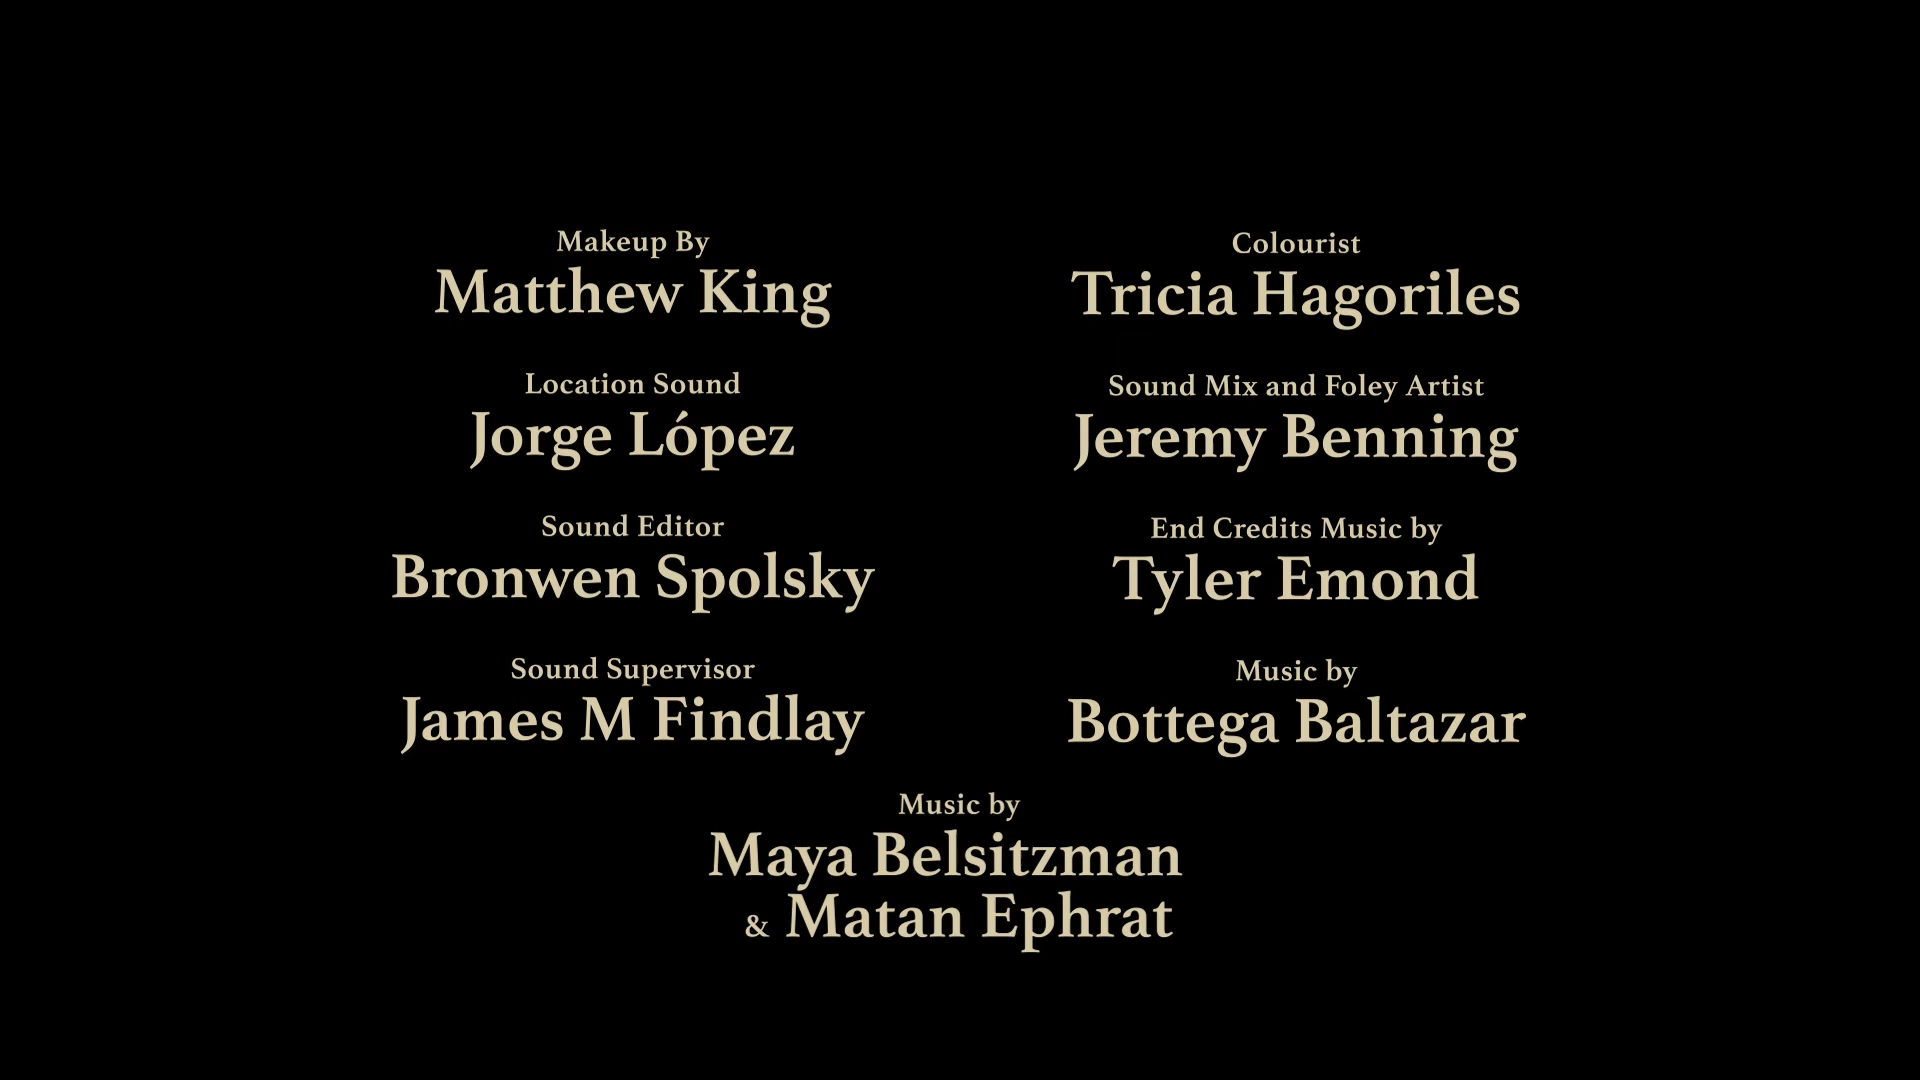 Makeup By
Matthew King
Location Sound
Jorge López
Sound Editor
Bronwen Spolsky
Sound Supervisor
James M Findlay
Colourist
Tricia Hagoriles
Sound Mix and Foley Artist
Jeremy Benning
End Credits Music by
Tyler Emond
Music by
Bottega Baltazar
Music by
Maya Belsitzman
& Matan Ephrat